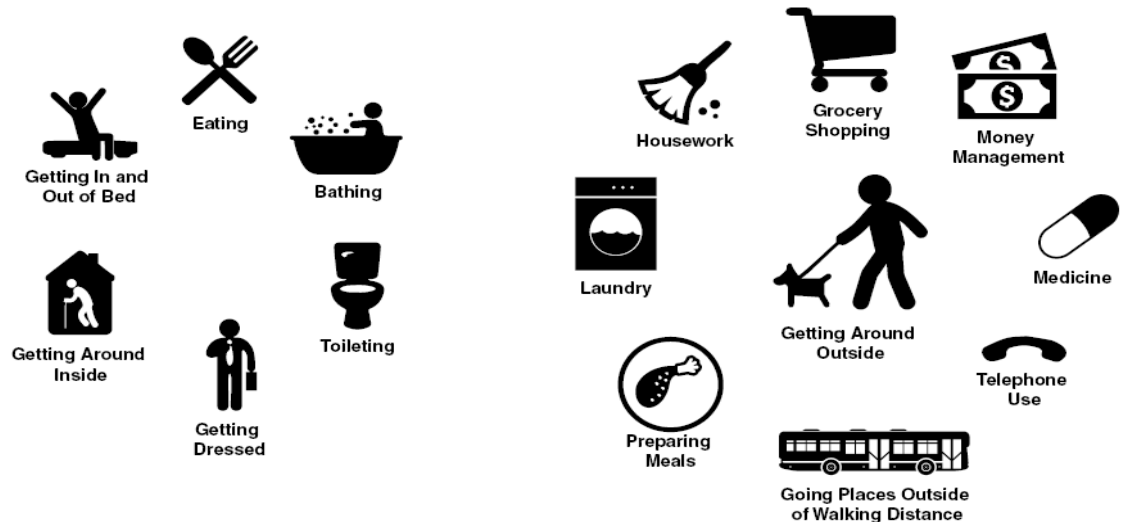 Eating
Getting In and
Out of Bed
Bathing
Getting Around
Inside
Toileting
Getting
Dressed
Housework
Grocery
Shopping
Money
Management
Laundry
Getting Around
Outside
Medicine
Preparing
Meals
Telephone
Use
Going Places Outside
of Walking Distance
$
$